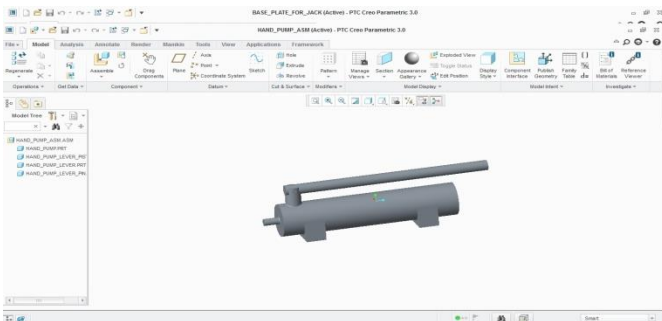 BASE_PLATE_FOR_JACK (Active) - PTC Creo Parametric 3.0
HAND_PUMP_ASM (Active) - PTC Creo Parametric 3.0
File Model Analysis Annotate Render Manikin Tools View Applications Framework
Regenerate
Assemble
Drag Components
Plane
Axis
Point
Coordinate System
Sketch
Hole
Extrude
Revolve
Pattern
Manage Views
Section
Appearance Gallery
Exploded View
Toggle Status
Edit Position
Display Style
Component Interface
Publish Geometry
Family Table
d=
Bill of Materials
Reference Viewer
Operations Get Data Component Datum Cut & Surface Modifiers Model Display Model Intent Investigate
Model Tree
HAND_PUMP_ASM.ASM
HAND_PUMP.PRT
HAND_PUMP_LEVER_PRT
HAND_PUMP_LEVER.PRT
HAND_PUMP_LEVER_PIN
Smart